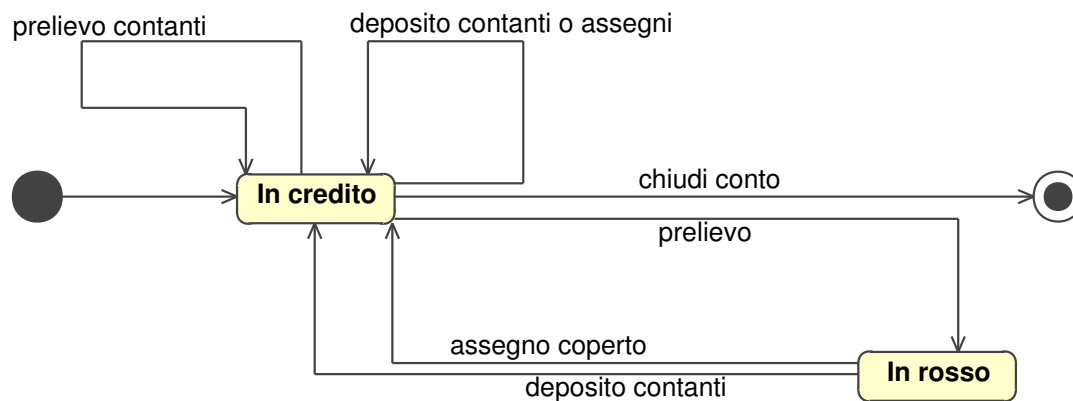 prelievo contanti
deposito contanti o assegni
In credito
chiudi conto
prelievo
assegno coperto
In rosso
deposito contanti